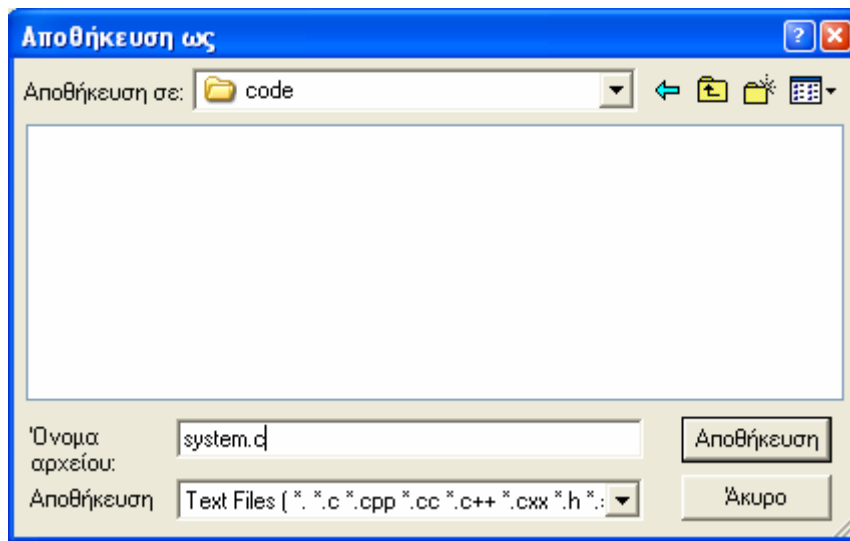 Αποθήκευση ως
Αποθήκευση σε: code
Όνομα αρχείου: system.c
Αποθήκευση
Αποθήκευση Text Files ( *. *.c *.cpp *.cc *.c++ *.cxx *.h *.
Άκυρο